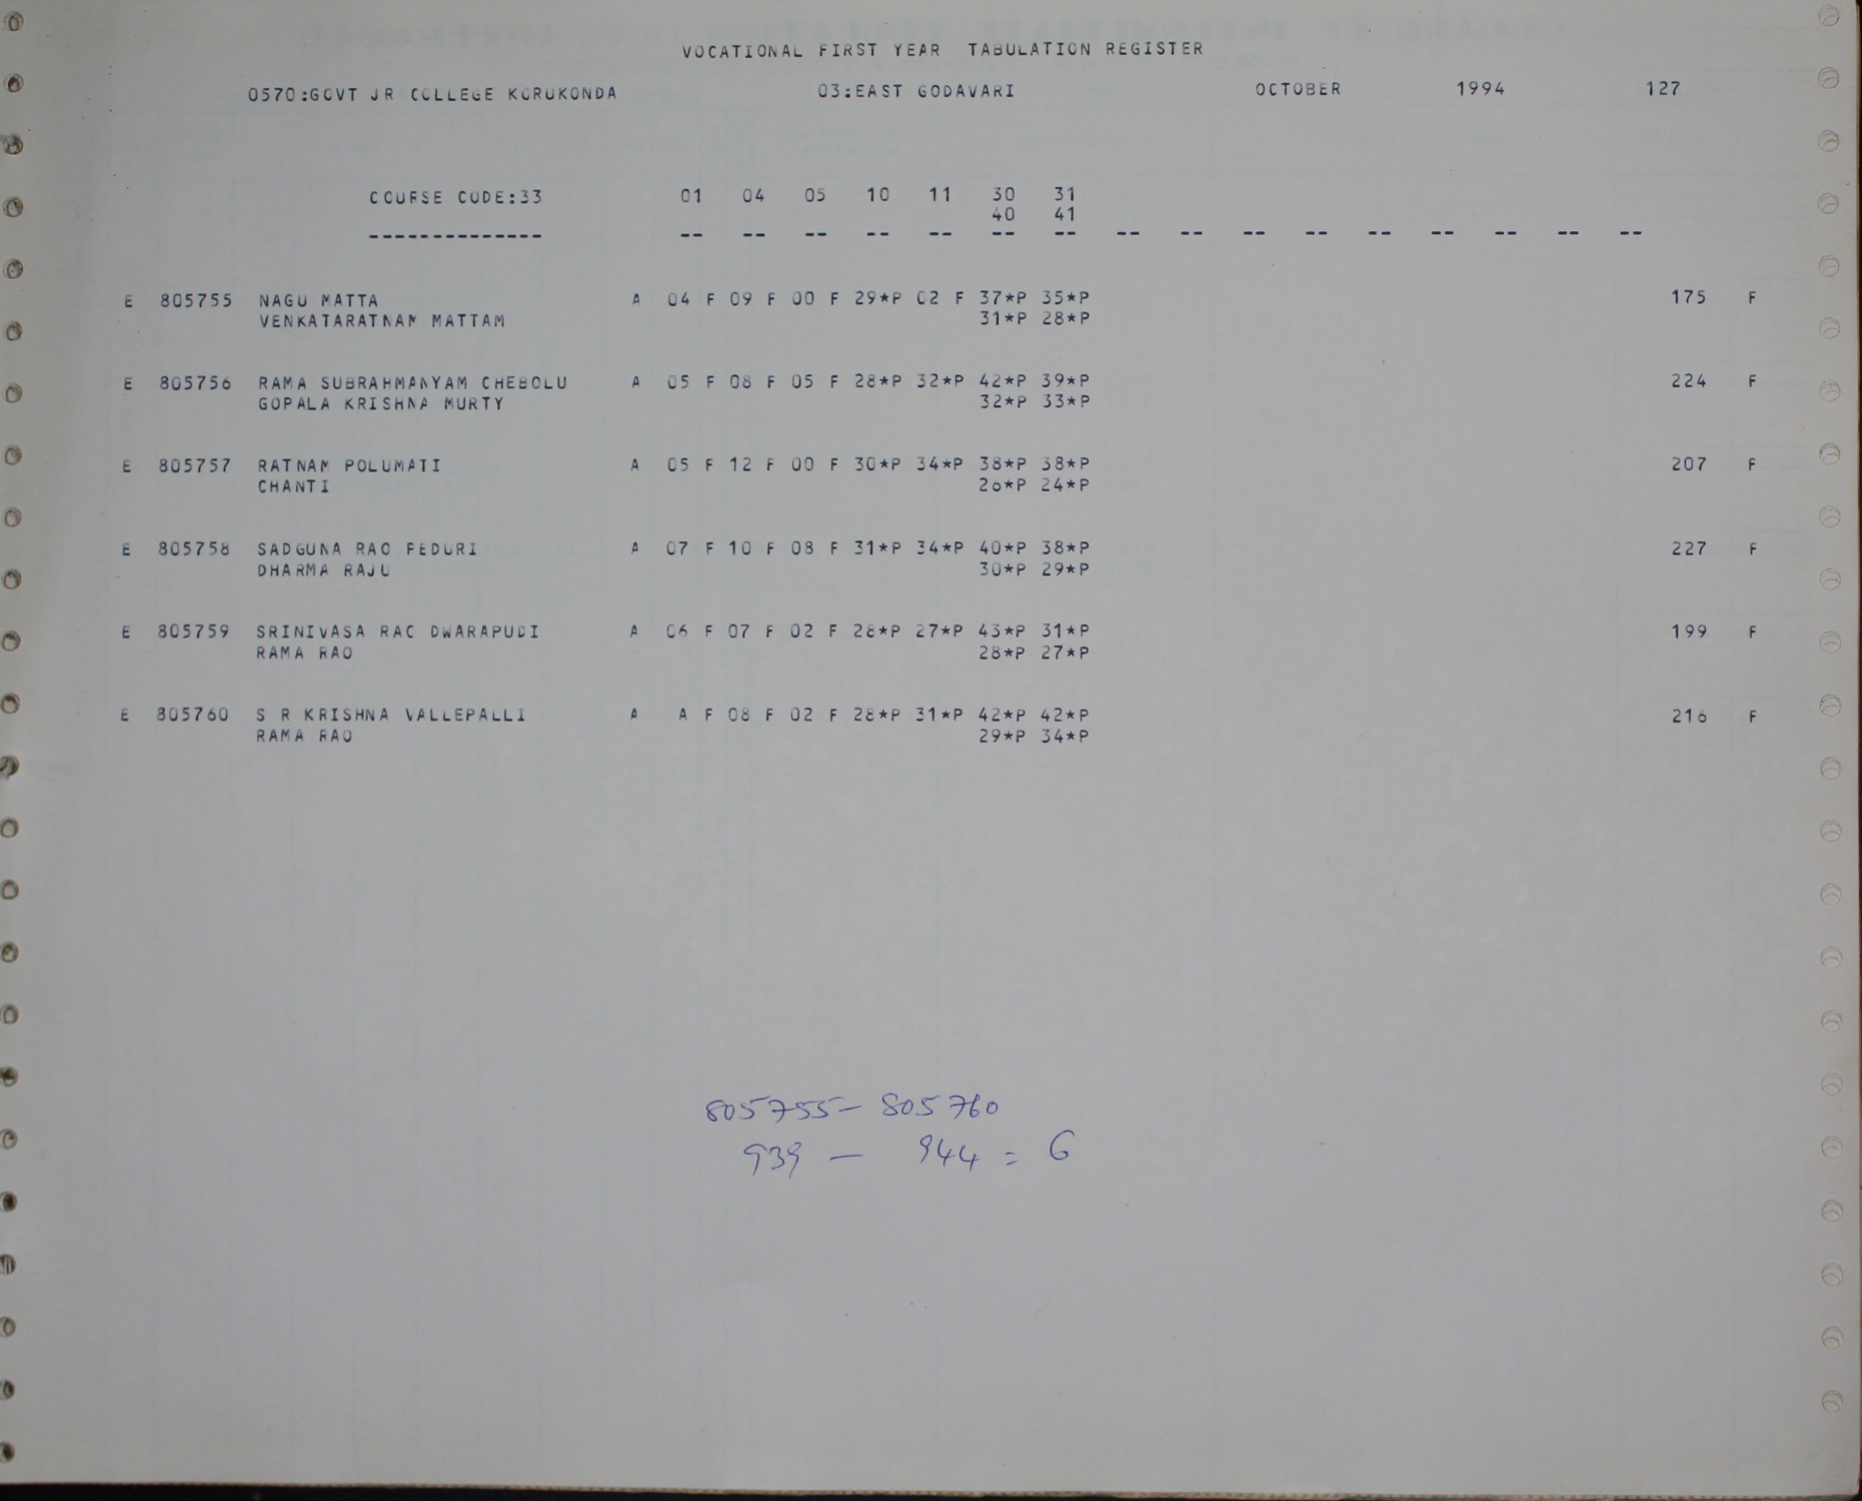 VOCATIONAL FIRST YEAR TABULATION REGISTER
0570:GOVT JR COLLEGE KORUKONDA 03:EAST GODAVARI OCTOBER 1994 127
COURSE CODE:33 01 04 05 10 11 30 31
40 41
-------------- -- -- -- -- -- -- -- -- -- -- -- -- -- -- -- --
E 805755 NAGU MATTA A 04 F 09 F 00 F 29*P 02 F 37*P 35*P 175 F
VENKATARATNAM MATTAM 31*P 28*P
E 805756 RAMA SUBRAHMANYAM CHEBOLU A 05 F 08 F 05 F 28*P 32*P 42*P 39*P 224 F
GOPALA KRISHNA MURTY 32*P 33*P
E 805757 RATNAM POLUMATI A 05 F 12 F 00 F 30*P 34*P 38*P 38*P 207 F
CHANTI 26*P 24*P
E 805758 SADGUNA RAO PEDURI A 07 F 10 F 08 F 31*P 34*P 40*P 38*P 227 F
DHARMA RAJU 30*P 29*P
E 805759 SRINIVASA RAO DWARAPUDI A 06 F 07 F 02 F 28*P 27*P 43*P 31*P 199 F
RAMA RAO 28*P 27*P
E 805760 S R KRISHNA VALLEPALLI A A F 08 F 02 F 28*P 31*P 42*P 42*P 216 F
RAMA RAO 29*P 34*P
805755 - 805760
939 - 944 = 6